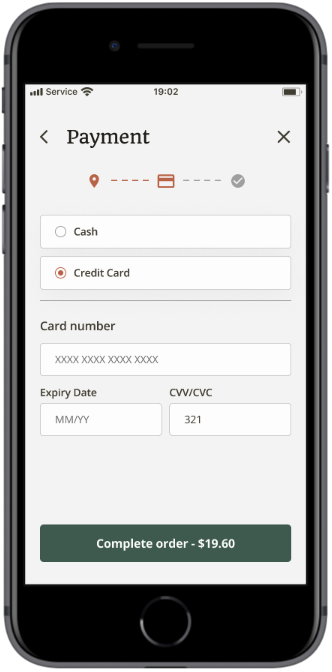 Service 19:02
Payment
Cash
Credit Card
Card number
XXXX XXXX XXXX XXXX
Expiry Date CVV/CVC
MM/YY 321
Complete order - $19.60